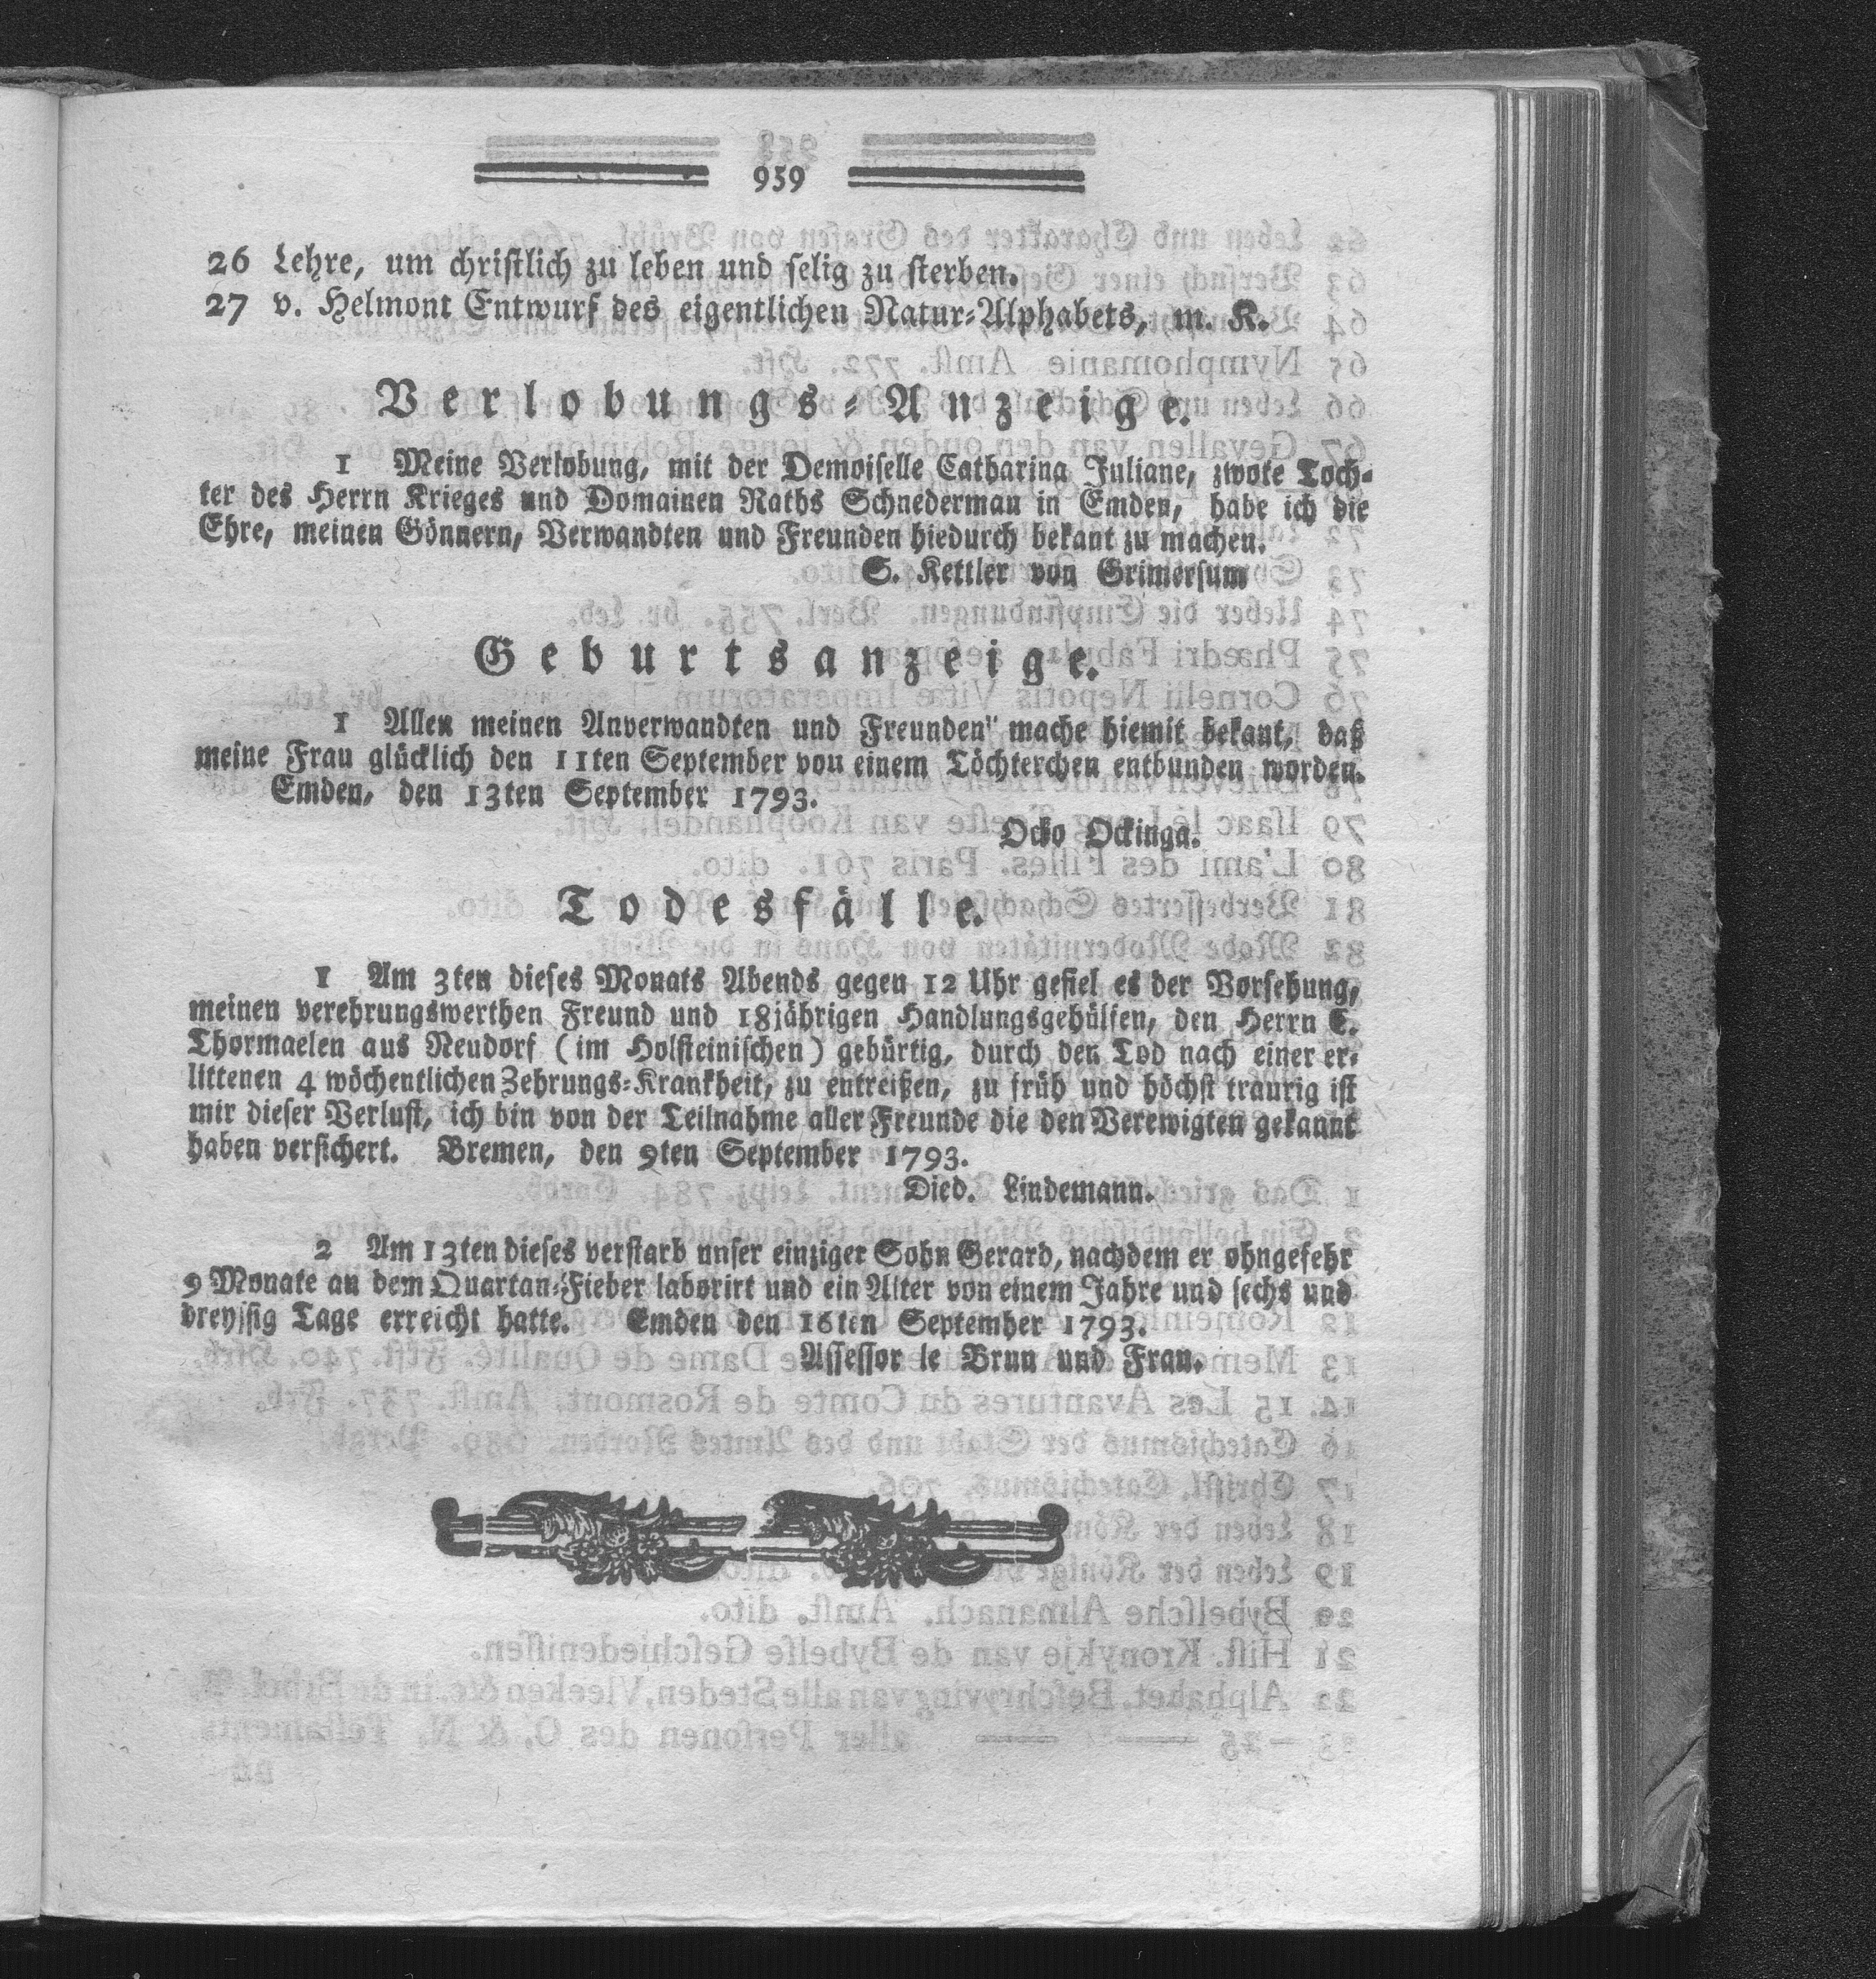 959
26 Lehre, um christlich zu leben und selig zu sterben.
27 v. Helmont Entwurf des eigentlichen Natur-Alphabets, m. K.
Verlobungs-Anzeige.
1 Meine Verlobung, mit der Demoiselle Catharina Juliane, zwote Toch-
ter des Herrn Krieges und Domainen Raths Schnederman in Emden, habe ich die
Ehre, meinen Gönnern, Verwandten und Freunden hiedurch bekant zu machen.
S. Kettler von Grimersum
Geburtsanzeige.
1 Allen meinen Anverwandten und Freunden mache hiemit bekant, daß
meine Frau glücklich den 11ten September von einem Töchterchen entbunden worden.
Emden, den 13ten September 1793.
Ocko Ockinga.
Todesfälle.
1 Am 3ten dieses Monats Abends gegen 12 Uhr gefiel es der Vorsehung,
meinen verehrungswerthen Freund und 18jährigen Handlungsgehülfen, den Herrn C.
Thormaelen aus Neudorf (im Holsteinischen) gebürtig, durch den Tod nach einer er-
littenen 4 wöchentlichen Zehrungs-Krankheit, zu entreißen, zu früh und höchst traurig ist
mir dieser Verlust, ich bin von der Teilnahme aller Freunde die den Verewigten gekannt
haben versichert. Bremen, den 9ten September 1793.
Died. Lindemann.
2 Am 13ten dieses verstarb unser einziger Sohn Gerard, nachdem er ohngefehr
9 Monate an dem Quartan-Fieber laborirt und ein Alter von einem Jahre und sechs und
dreyssig Tage erreicht hatte. Emden den 16ten September 1793.
Assessor le Brun und Frau.